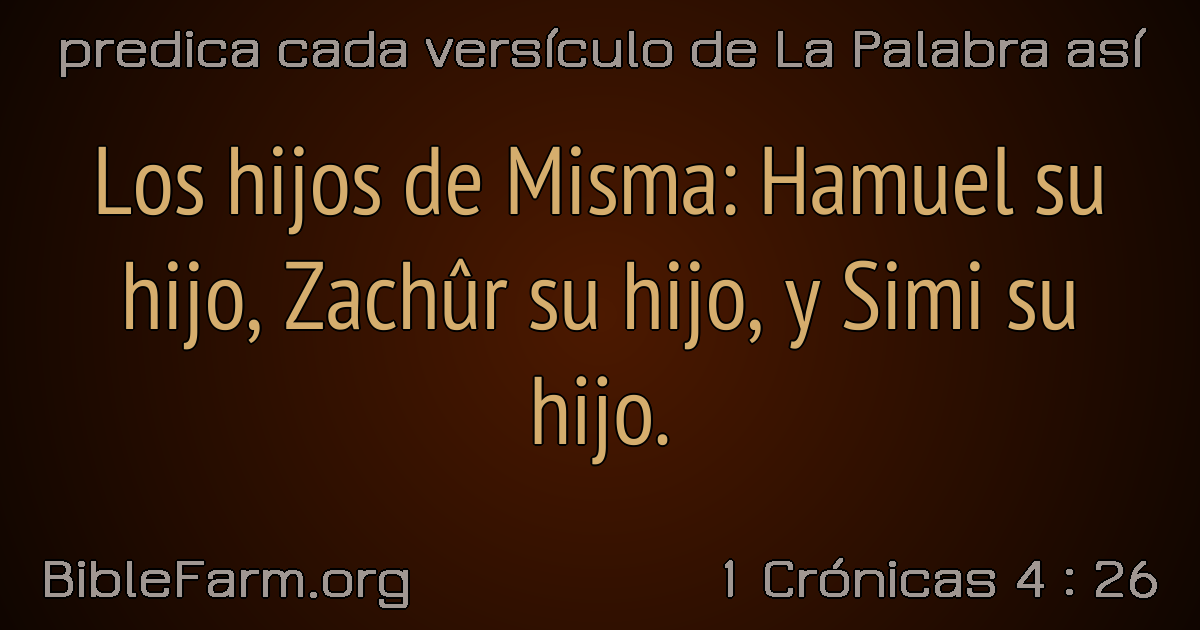 predica cada versículo de La Palabra así
Los hijos de Misma: Hamuel su
hijo, Zachûr su hijo, y Simi su
hijo.
BibleFarm.org
1 Crónicas 4 : 26